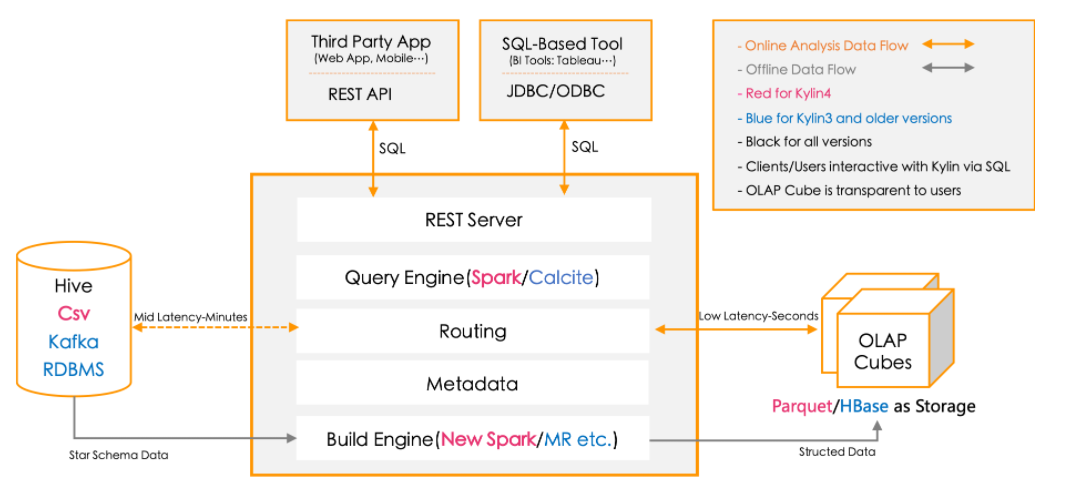 Third Party App
(Web App, Mobile···)
REST API
SQL-Based Tool
(BI Tools: Tableau···)
JDBC/ODBC
- Online Analysis Data Flow
- Offline Data Flow
- Red for Kylin4
- Blue for Kylin3 and older versions
- Black for all versions
- Clients/Users interactive with Kylin via SQL
- OLAP Cube is transparent to users
SQL
SQL
REST Server
Query Engine(Spark/Calcite)
Routing
Metadata
Build Engine(New Spark/MR etc.)
Hive
Csv
Kafka
RDBMS
Mid Latency-Minutes
Star Schema Data
Low Latency-Seconds
OLAP
Cubes
Parquet/HBase as Storage
Structed Data